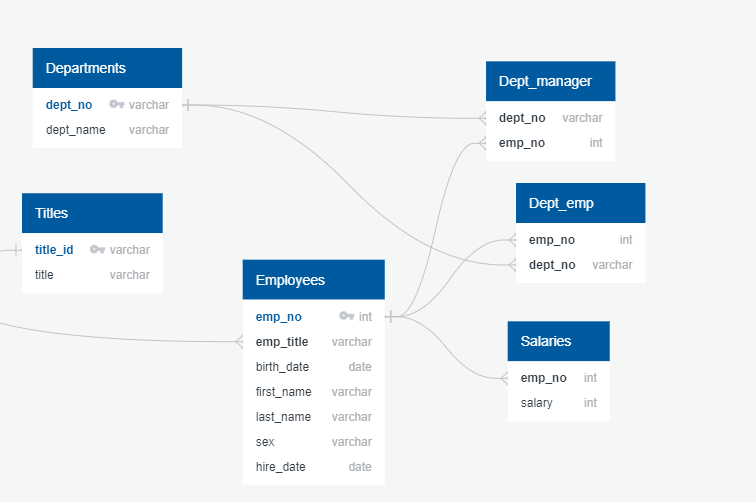 Departments
dept_no varchar
dept_name varchar
Titles
title_id varchar
title varchar
Employees
emp_no int
emp_title varchar
birth_date date
first_name varchar
last_name varchar
sex varchar
hire_date date
Dept_manager
dept_no varchar
emp_no int
Dept_emp
emp_no int
dept_no varchar
Salaries
emp_no int
salary int